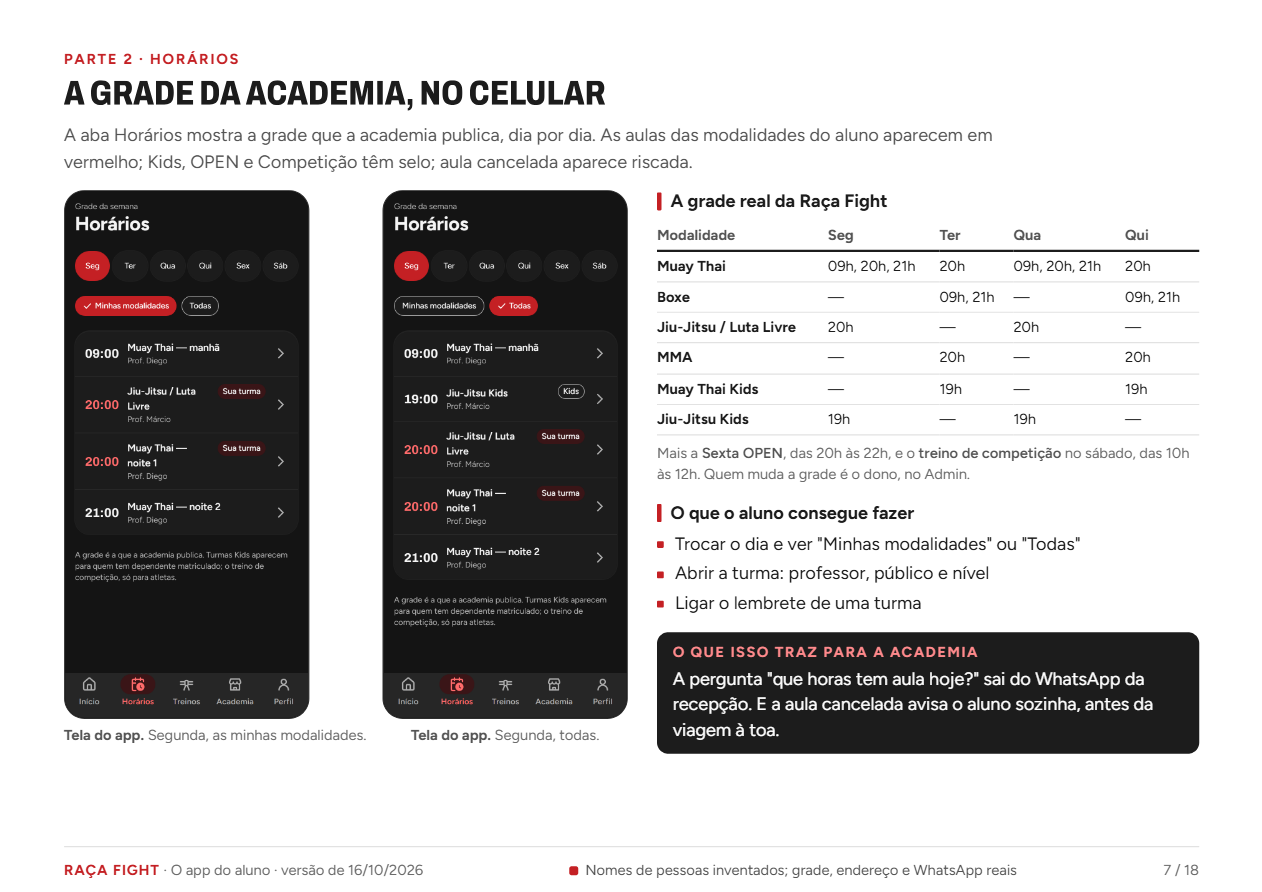 PARTE 2 · HORÁRIOS
A GRADE DA ACADEMIA, NO CELULAR
A aba Horários mostra a grade que a academia publica, dia por dia. As aulas das modalidades do aluno aparecem em
vermelho; Kids, OPEN e Competição têm selo; aula cancelada aparece riscada.
Grade da semana
Horários
Seg Ter Qua Qui Sex Sáb
Minhas modalidades Todas
09:00 Muay Thai — manhã
Prof. Diego
20:00 Jiu-Jitsu / Luta Livre Sua turma
Prof. Márcio
20:00 Muay Thai — noite 1 Sua turma
Prof. Diego
21:00 Muay Thai — noite 2
Prof. Diego
A grade é a que a academia publica. Turmas Kids aparecem
para quem tem dependente matriculado; o treino de
competição, só para atletas.
Início Horários Treinos Academia Perfil
Tela do app. Segunda, as minhas modalidades.
Grade da semana
Horários
Seg Ter Qua Qui Sex Sáb
Minhas modalidades Todas
09:00 Muay Thai — manhã
Prof. Diego
19:00 Jiu-Jitsu Kids Kids
Prof. Márcio
20:00 Jiu-Jitsu / Luta Livre Sua turma
Prof. Márcio
20:00 Muay Thai — noite 1 Sua turma
Prof. Diego
21:00 Muay Thai — noite 2
Prof. Diego
A grade é a que a academia publica. Turmas Kids aparecem
para quem tem dependente matriculado; o treino de
competição, só para atletas.
Início Horários Treinos Academia Perfil
Tela do app. Segunda, todas.
A grade real da Raça Fight
Modalidade Seg Ter Qua Qui
Muay Thai 09h, 20h, 21h 20h 09h, 20h, 21h 20h
Boxe — 09h, 21h — 09h, 21h
Jiu-Jitsu / Luta Livre 20h — 20h —
MMA — 20h — 20h
Muay Thai Kids — 19h — 19h
Jiu-Jitsu Kids 19h — 19h —
Mais a Sexta OPEN, das 20h às 22h, e o treino de competição no sábado, das 10h
às 12h. Quem muda a grade é o dono, no Admin.
O que o aluno consegue fazer
Trocar o dia e ver "Minhas modalidades" ou "Todas"
Abrir a turma: professor, público e nível
Ligar o lembrete de uma turma
O QUE ISSO TRAZ PARA A ACADEMIA
A pergunta "que horas tem aula hoje?" sai do WhatsApp da
recepção. E a aula cancelada avisa o aluno sozinha, antes da
viagem à toa.
RAÇA FIGHT · O app do aluno · versão de 16/10/2026
Nomes de pessoas inventados; grade, endereço e WhatsApp reais
7 / 18